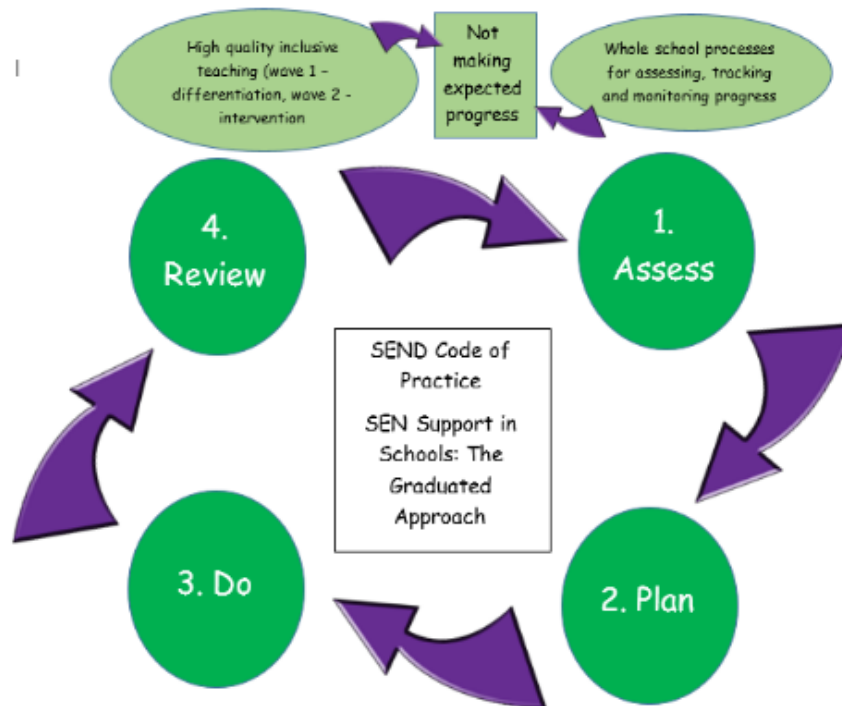 High quality inclusive
teaching (wave 1 –
differentiation, wave 2 -
intervention
Not
making
expected
progress
Whole school processes
for assessing, tracking
and monitoring progress
4.
Review
1.
Assess
SEND Code of
Practice
SEN Support in
Schools: The
Graduated
Approach
3. Do
2. Plan